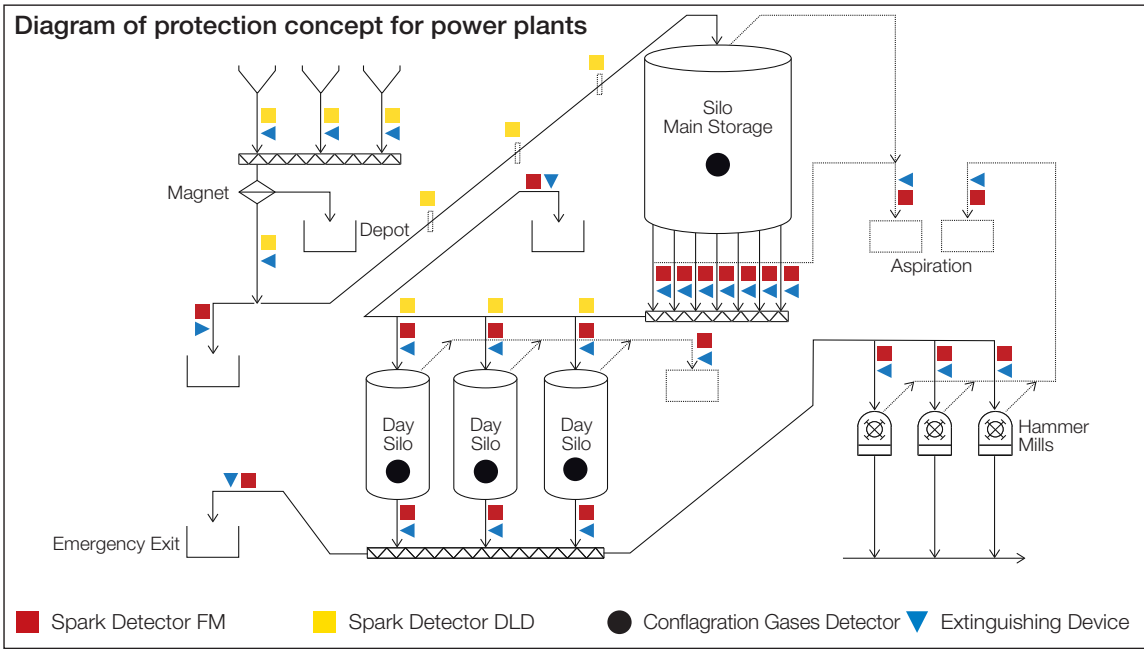 Diagram of protection concept for power plants
Silo
Main Storage
Magnet
Depot
Aspiration
Day
Silo
Day
Silo
Day
Silo
Hammer
Mills
Emergency Exit
Spark Detector FM
Spark Detector DLD
Conflagration Gases Detector
Extinguishing Device